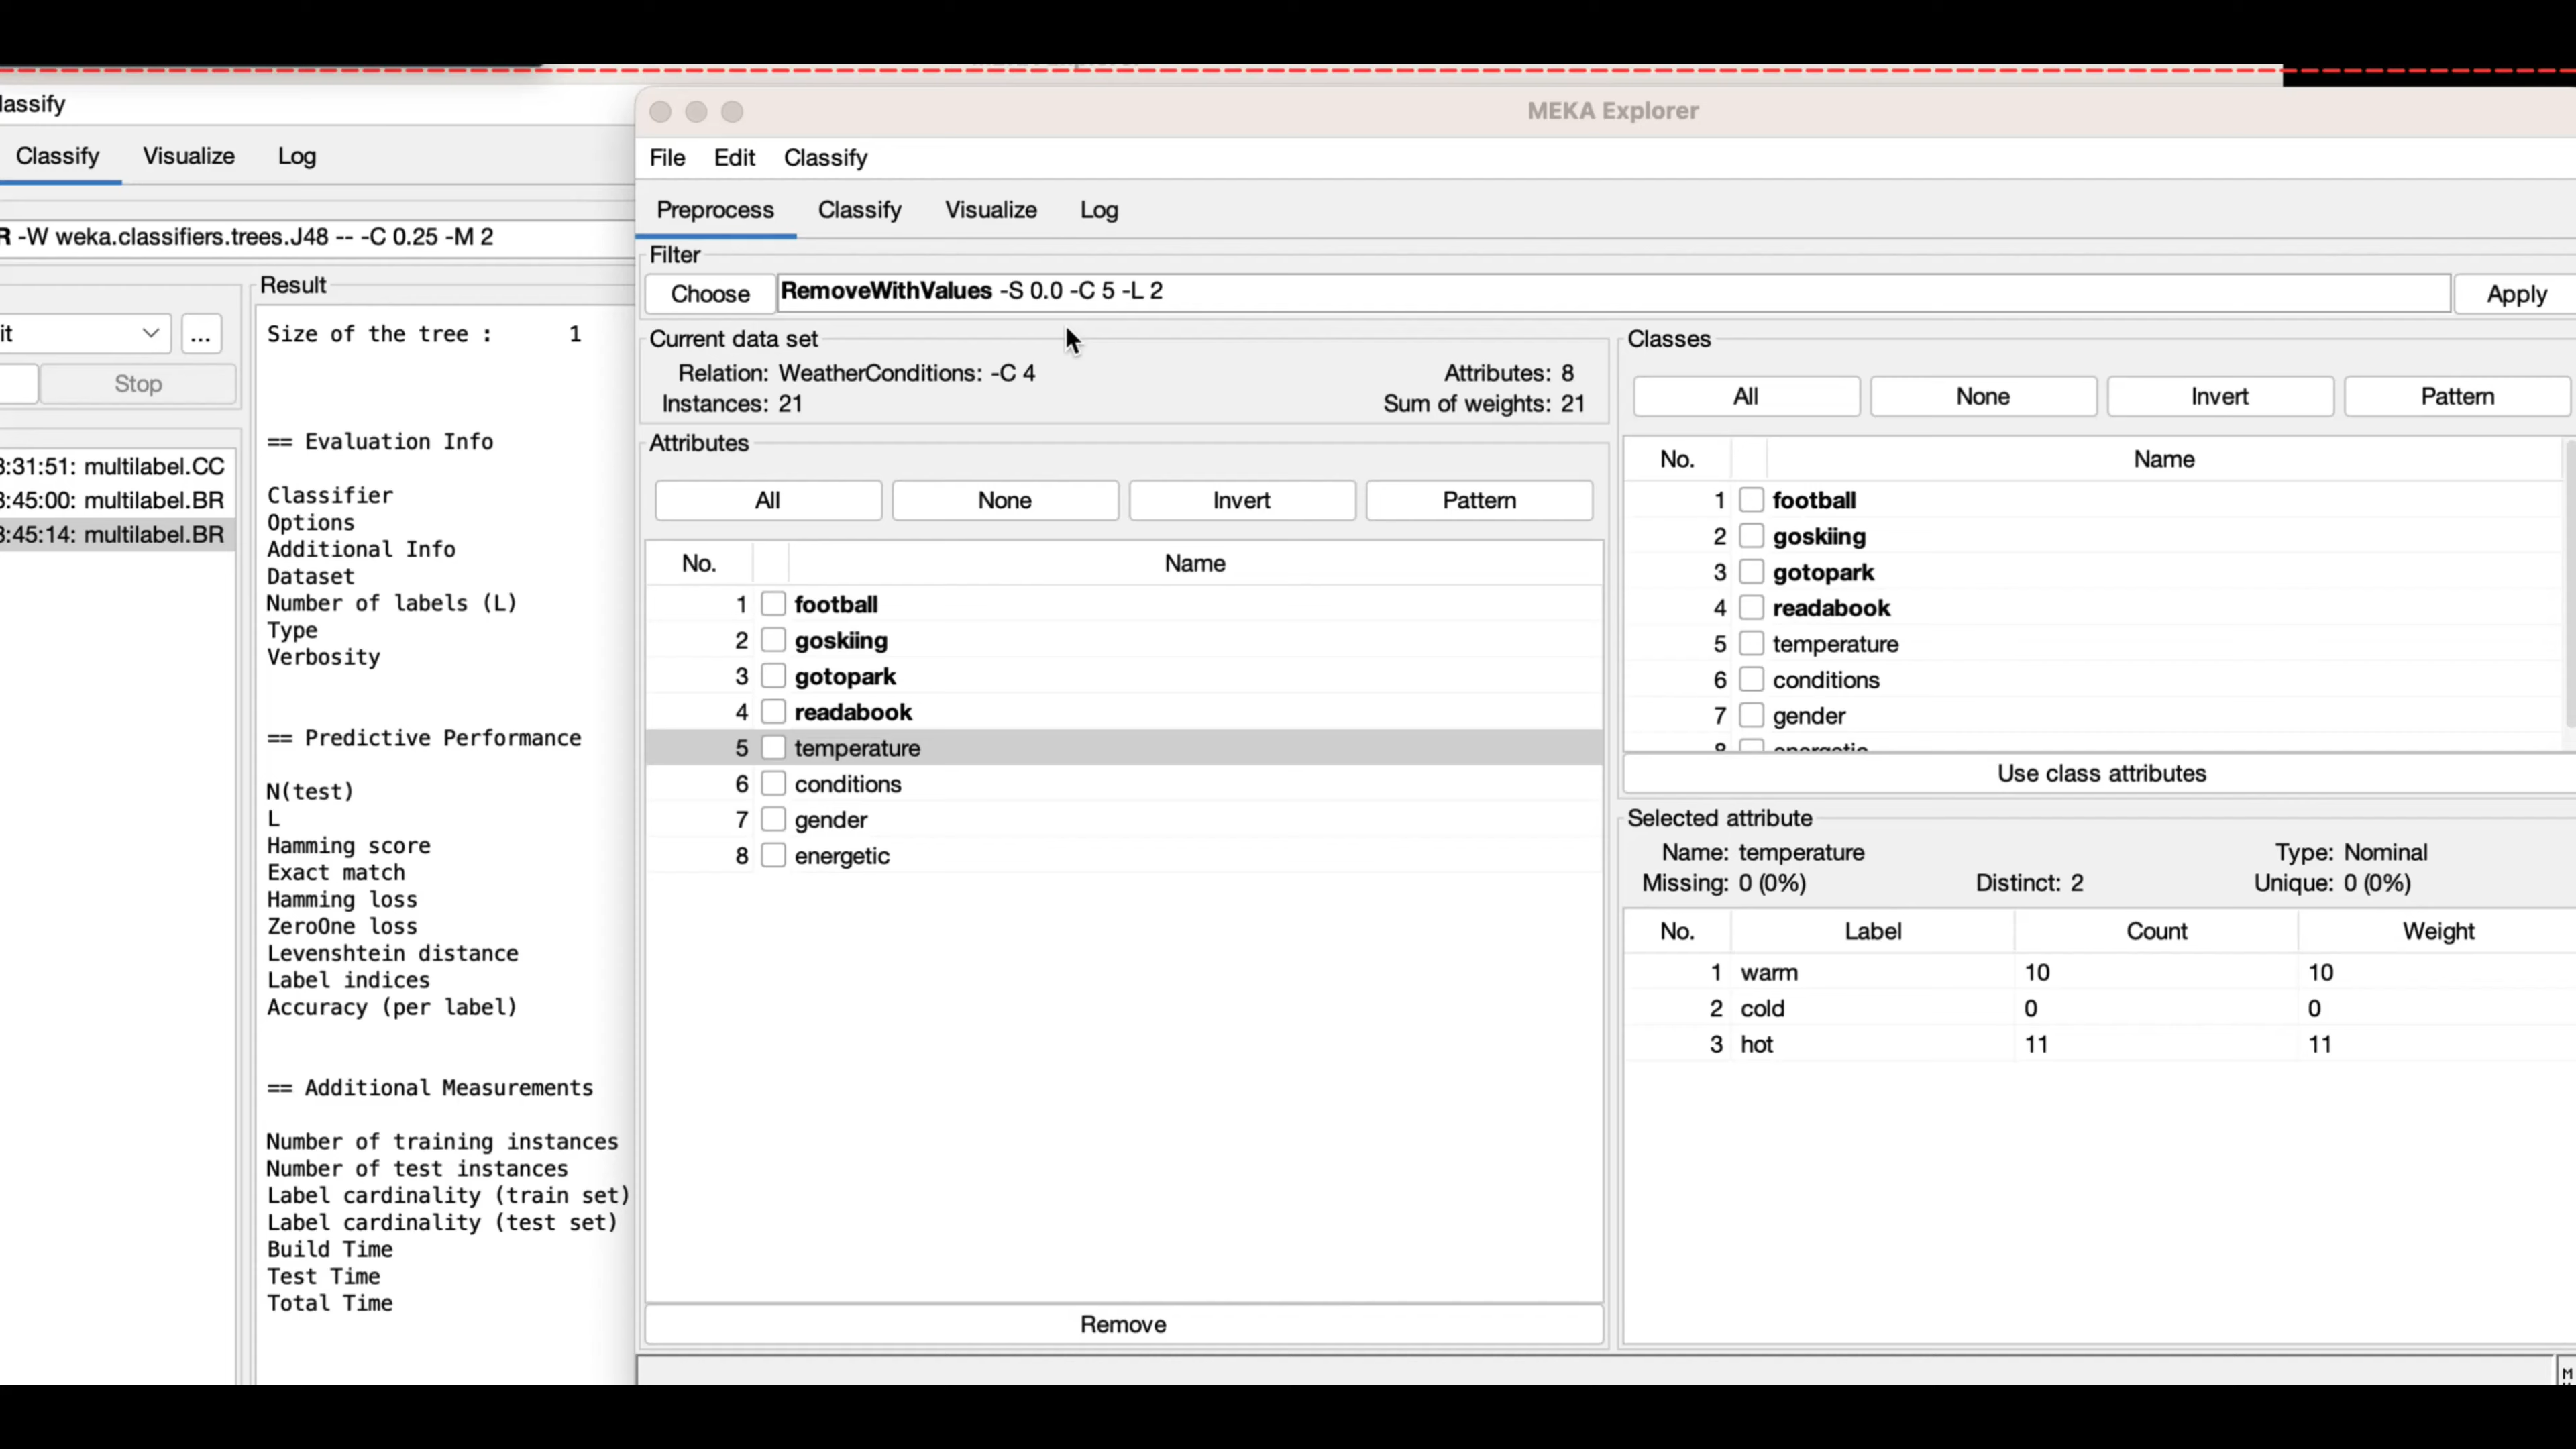 lassify
Classify Visualize Log
R -W weka.classifiers.trees.J48 -- -C 0.25 -M 2
Result
it
...
Stop
Size of the tree : 1
3:31:51: multilabel.CC
3:45:00: multilabel.BR
3:45:14: multilabel.BR
== Evaluation Info
Classifier
Options
Additional Info
Dataset
Number of labels (L)
Type
Verbosity
== Predictive Performance
N(test)
L
Hamming score
Exact match
Hamming loss
ZeroOne loss
Levenshtein distance
Label indices
Accuracy (per label)
== Additional Measurements
Number of training instances
Number of test instances
Label cardinality (train set)
Label cardinality (test set)
Build Time
Test Time
Total Time
MEKA Explorer
File Edit Classify
Preprocess Classify Visualize Log
Filter
Choose RemoveWithValues -S 0.0 -C 5 -L 2 Apply
Current data set
Relation: WeatherConditions: -C 4 Attributes: 8
Instances: 21 Sum of weights: 21
Attributes
All None Invert Pattern
No. Name
1 football
2 goskiing
3 gotopark
4 readabook
5 temperature
6 conditions
7 gender
8 energetic
Remove
Classes
All None Invert Pattern
No. Name
1 football
2 goskiing
3 gotopark
4 readabook
5 temperature
6 conditions
7 gender
8 energetic
Use class attributes
Selected attribute
Name: temperature Type: Nominal
Missing: 0 (0%) Distinct: 2 Unique: 0 (0%)
No. Label Count Weight
1 warm 10 10
2 cold 0 0
3 hot 11 11